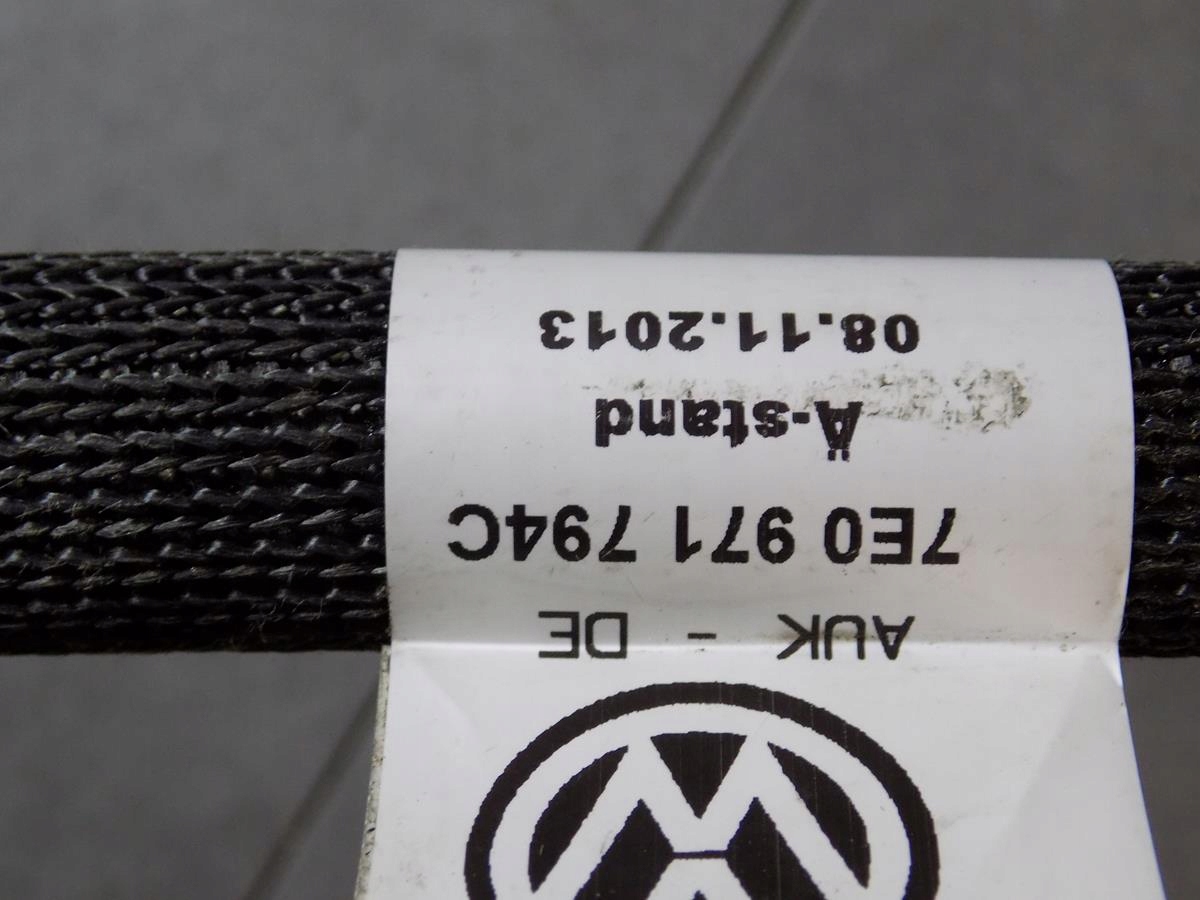 AUK - DE
7E0 971 794C
Ä-stand
08.11.2013